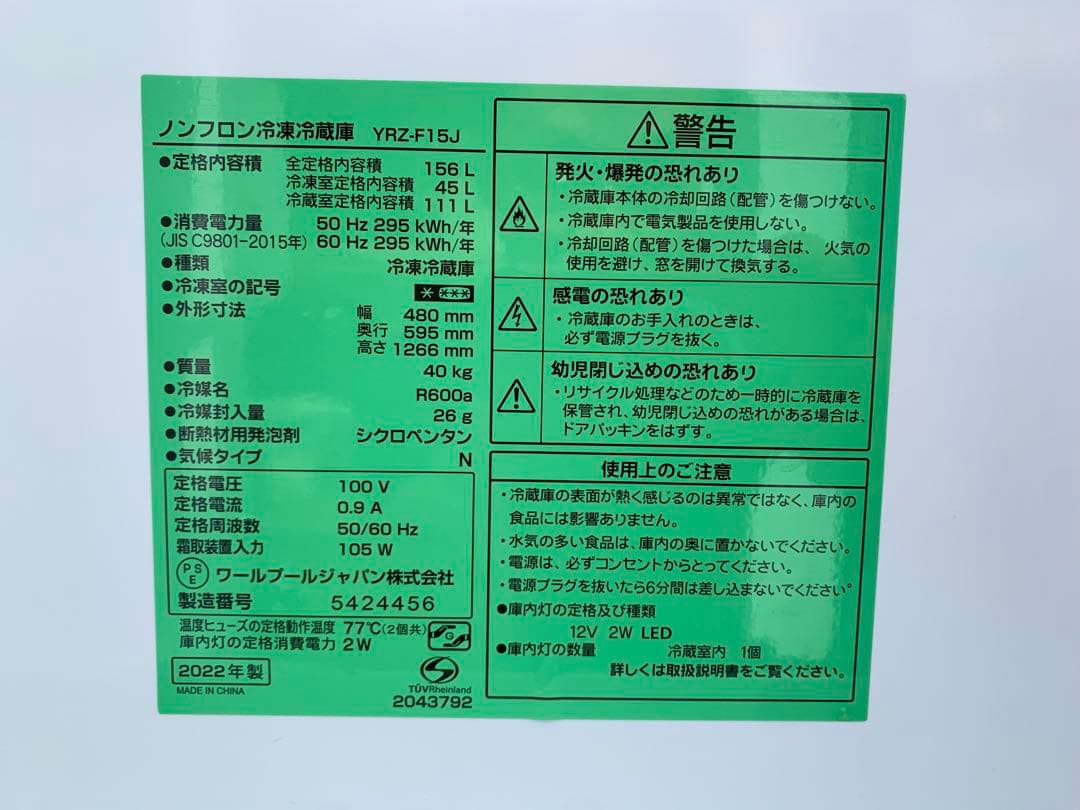 ノンフロン冷凍冷蔵庫 YRZ-F15J
●定格内容積 全定格内容積 156 L
冷凍室定格内容積 45 L
冷蔵室定格内容積 111 L
●消費電力量 50 Hz 295 kWh/年
(JIS C9801-2015年) 60 Hz 295 kWh/年
●種類 冷凍冷蔵庫
●冷凍室の記号
●外形寸法 幅 480 mm
奥行 595 mm
高さ 1266 mm
●質量 40 kg
●冷媒名 R600a
●冷媒封入量 26 g
●断熱材用発泡剤 シクロペンタン
●気候タイプ N
定格電圧 100 V
定格電流 0.9 A
定格周波数 50/60 Hz
霜取装置入力 105 W
PSE ワールプールジャパン株式会社
製造番号 5424456
温度ヒューズの定格動作温度 77℃(2個共)
庫内灯の定格消費電力 2W
2022年製
MADE IN CHINA
TÜVRheinland
2043792
警告
発火・爆発の恐れあり
・冷蔵庫本体の冷却回路(配管)を傷つけない。
・冷蔵庫内で電気製品を使用しない。
・冷却回路(配管)を傷つけた場合は、火気の
使用を避け、窓を開けて換気する。
感電の恐れあり
・冷蔵庫のお手入れのときは、
必ず電源プラグを抜く。
幼児閉じ込めの恐れあり
・リサイクル処理などのため一時的に冷蔵庫を
保管され、幼児閉じ込めの恐れがある場合は、
ドアパッキンをはずす。
使用上のご注意
・冷蔵庫の表面が熱く感じるのは異常ではなく、庫内の
食品には影響ありません。
・水気の多い食品は、庫内の奥に置かないでください。
・電源は、必ずコンセントからとってください。
・電源プラグを抜いたら6分間は差し込まないでください。
●庫内灯の定格及び種類
12V 2W LED
●庫内灯の数量 冷蔵室内 1個
詳しくは取扱説明書をご覧ください。